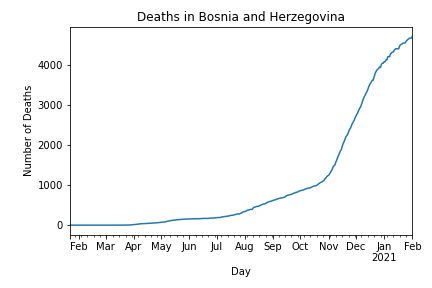 Deaths in Bosnia and Herzegovina
Number of Deaths
4000
3000
2000
1000
0
Feb Mar Apr May Jun Jul Aug Sep Oct Nov Dec Jan Feb
2021
Day